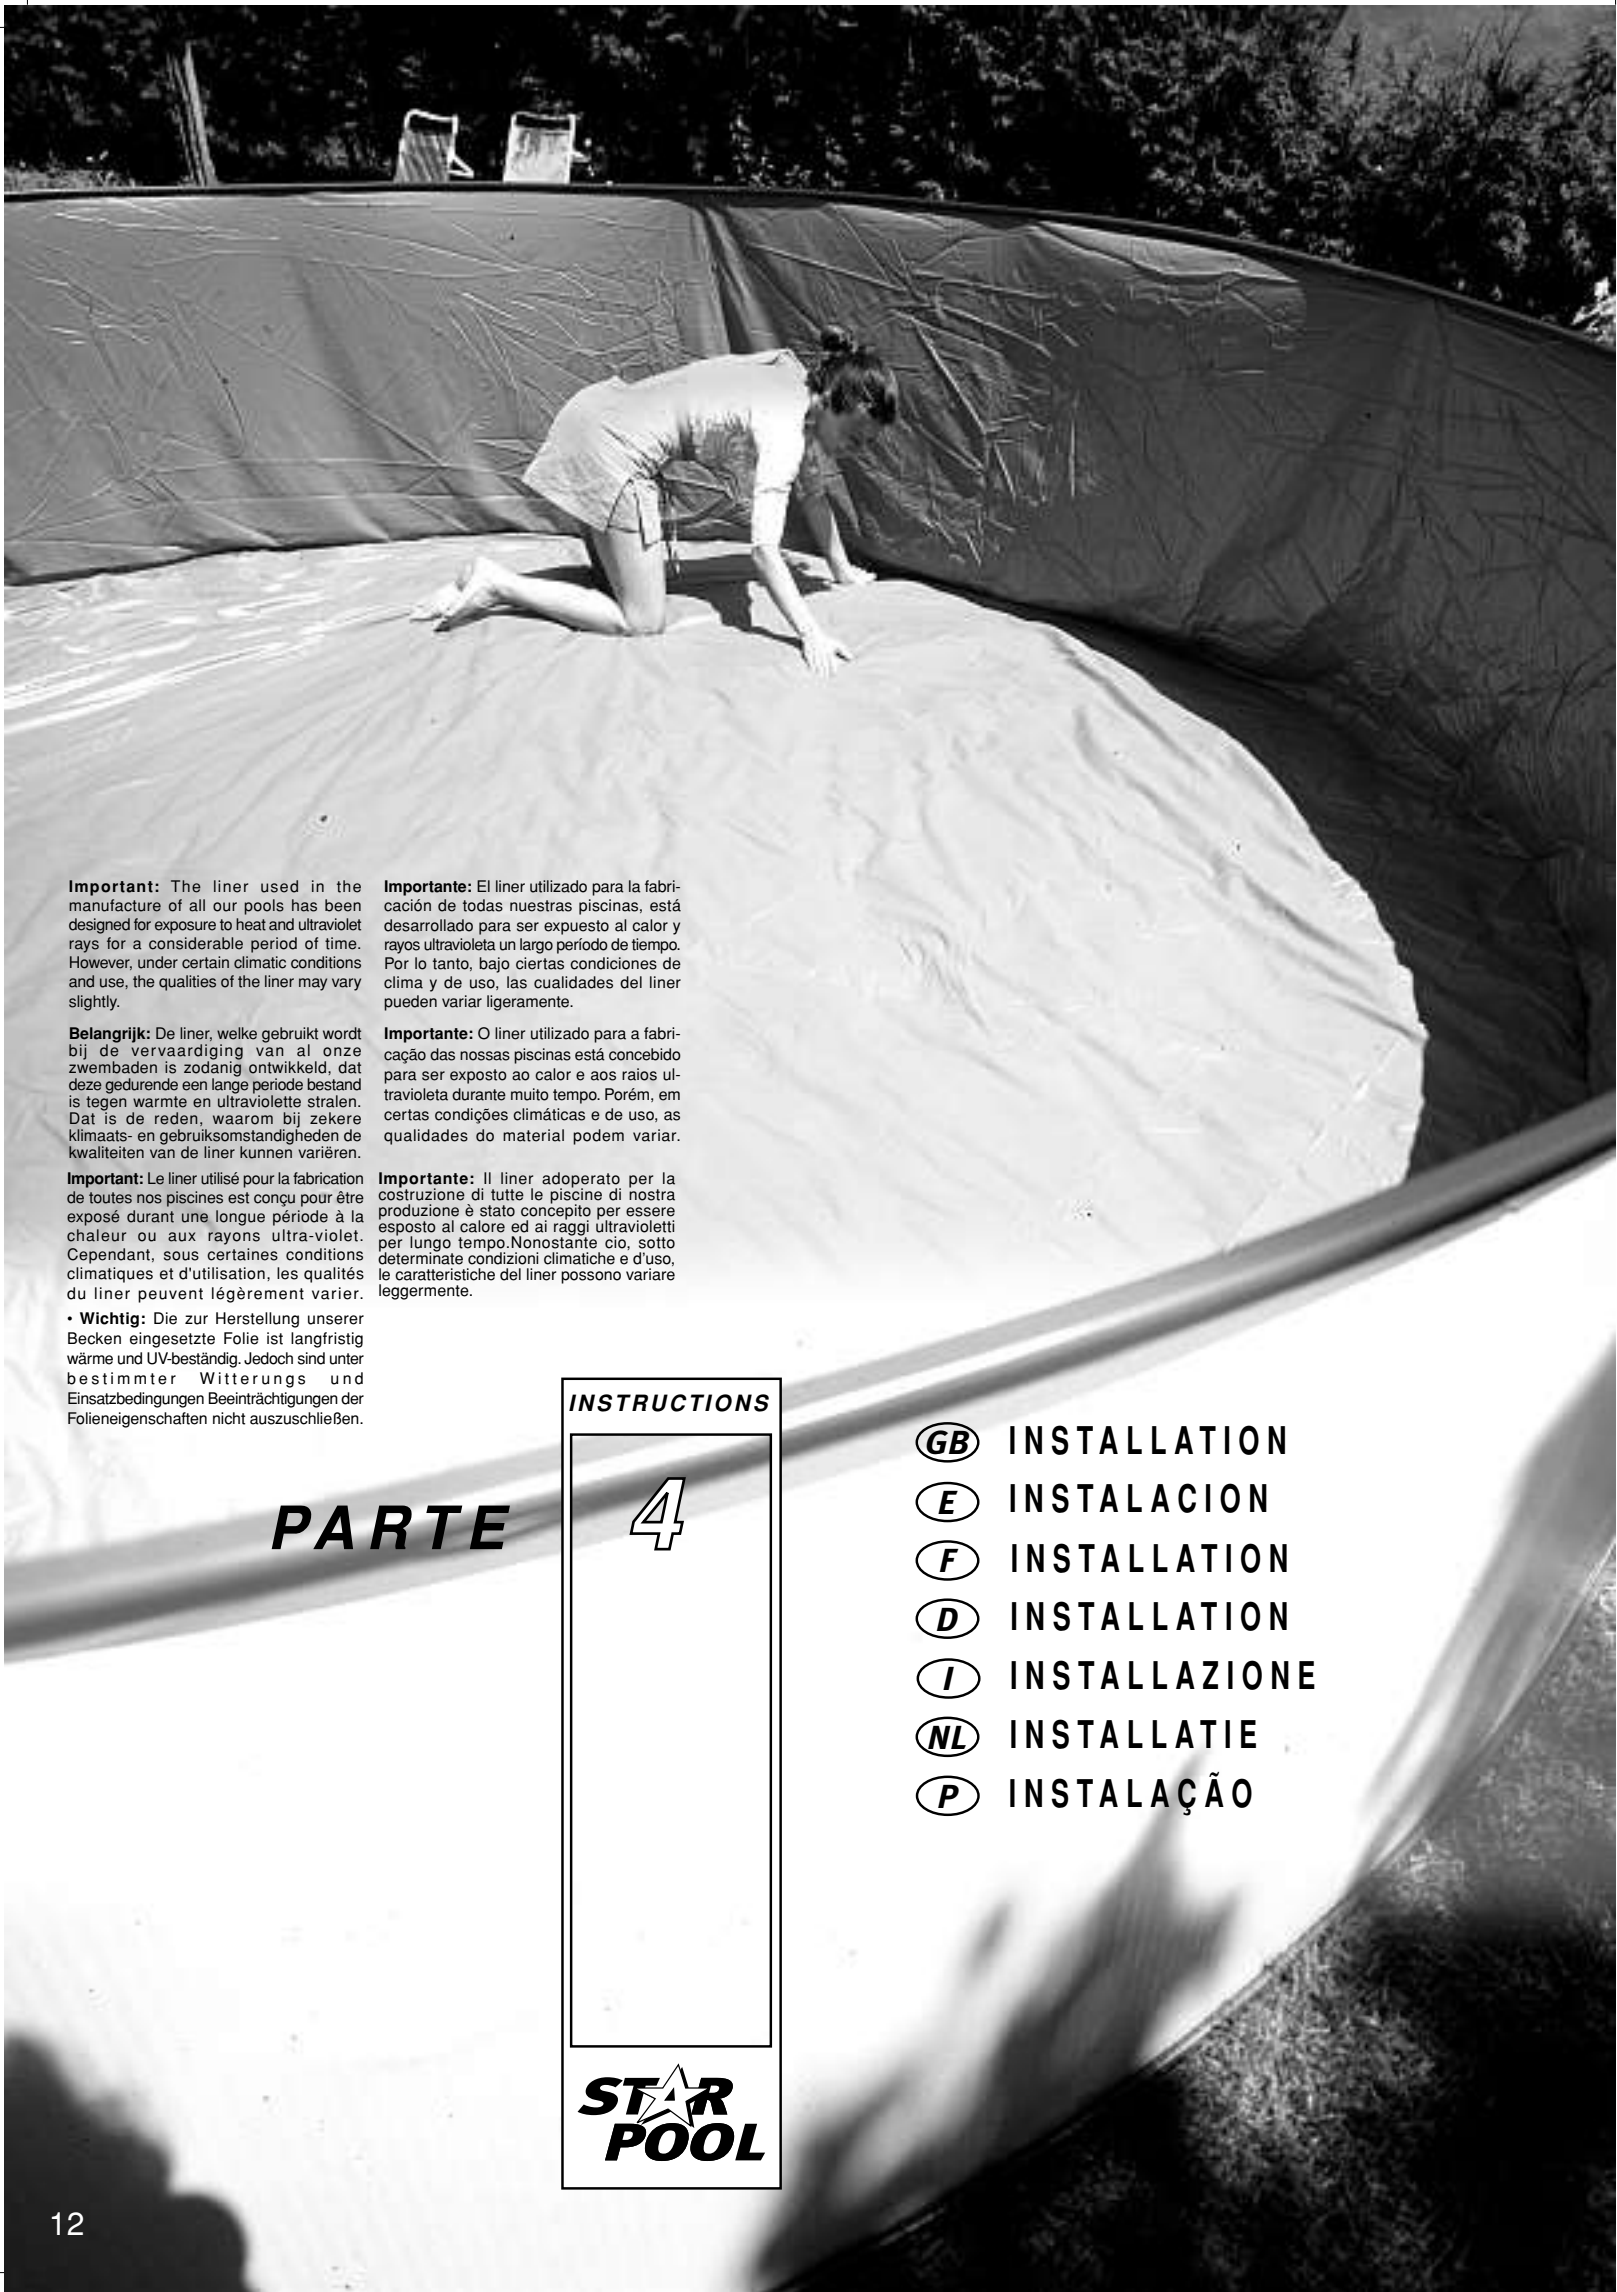 Important: The liner used in the
manufacture of all our pools has been
designed for exposure to heat and ultraviolet
rays for a considerable period of time.
However, under certain climatic conditions
and use, the qualities of the liner may vary
slightly.
Belangrijk: De liner, welke gebruikt wordt
bij de vervaardiging van al onze
zwembaden is zodanig ontwikkeld, dat
deze gedurende een lange periode bestand
is tegen warmte en ultraviolette stralen.
Dat is de reden, waarom bij zekere
klimaats- en gebruiksomstandigheden de
kwaliteiten van de liner kunnen variëren.
Important: Le liner utilisé pour la fabrication
de toutes nos piscines est conçu pour être
exposé durant une longue période à la
chaleur ou aux rayons ultra-violet.
Cependant, sous certaines conditions
climatiques et d'utilisation, les qualités
du liner peuvent légèrement varier.
• Wichtig: Die zur Herstellung unserer
Becken eingesetzte Folie ist langfristig
wärme und UV-beständig. Jedoch sind unter
bestimmter Witterungs und
Einsatzbedingungen Beeinträchtigungen der
Folieneigenschaften nicht auszuschließen.
Importante: El liner utilizado para la fabri-
cación de todas nuestras piscinas, está
desarrollado para ser expuesto al calor y
rayos ultravioleta un largo período de tiempo.
Por lo tanto, bajo ciertas condiciones de
clima y de uso, las cualidades del liner
pueden variar ligeramente.
Importante: O liner utilizado para a fabri-
cação das nossas piscinas está concebido
para ser exposto ao calor e aos raios ul-
travioleta durante muito tempo. Porém, em
certas condições climáticas e de uso, as
qualidades do material podem variar.
Importante: Il liner adoperato per la
costruzione di tutte le piscine di nostra
produzione è stato concepito per essere
esposto al calore ed ai raggi ultravioletti
per lungo tempo.Nonostante cio, sotto
determinate condizioni climatiche e d'uso,
le caratteristiche del liner possono variare
leggermente.
INSTRUCTIONS
PARTE 4
GB INSTALLATION
E INSTALACION
F INSTALLATION
D INSTALLATION
I INSTALLAZIONE
NL INSTALLATIE
P INSTALAÇÃO
STAR
POOL
12